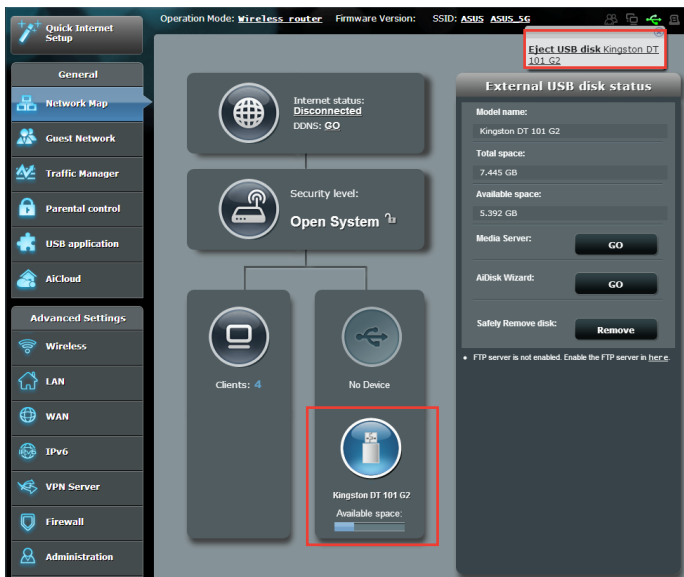 Quick Internet
Setup
Operation Mode: Wireless router Firmware Version: SSID: ASUS ASUS_5G
Eject USB disk Kingston DT
101 G2
General
Network Map
Guest Network
Traffic Manager
Parental control
USB application
AiCloud
Advanced Settings
Wireless
LAN
WAN
IPv6
VPN Server
Firewall
Administration
Internet status:
Disconnected
DDNS: GO
Security level:
Open System
Clients: 4
No Device
Kingston DT 101 G2
Available space:
External USB disk status
Model name:
Kingston DT 101 G2
Total space:
7.445 GB
Available space:
5.392 GB
Media Server: GO
AiDisk Wizard: GO
Safely Remove disk: Remove
• FTP server is not enabled. Enable the FTP server in here.